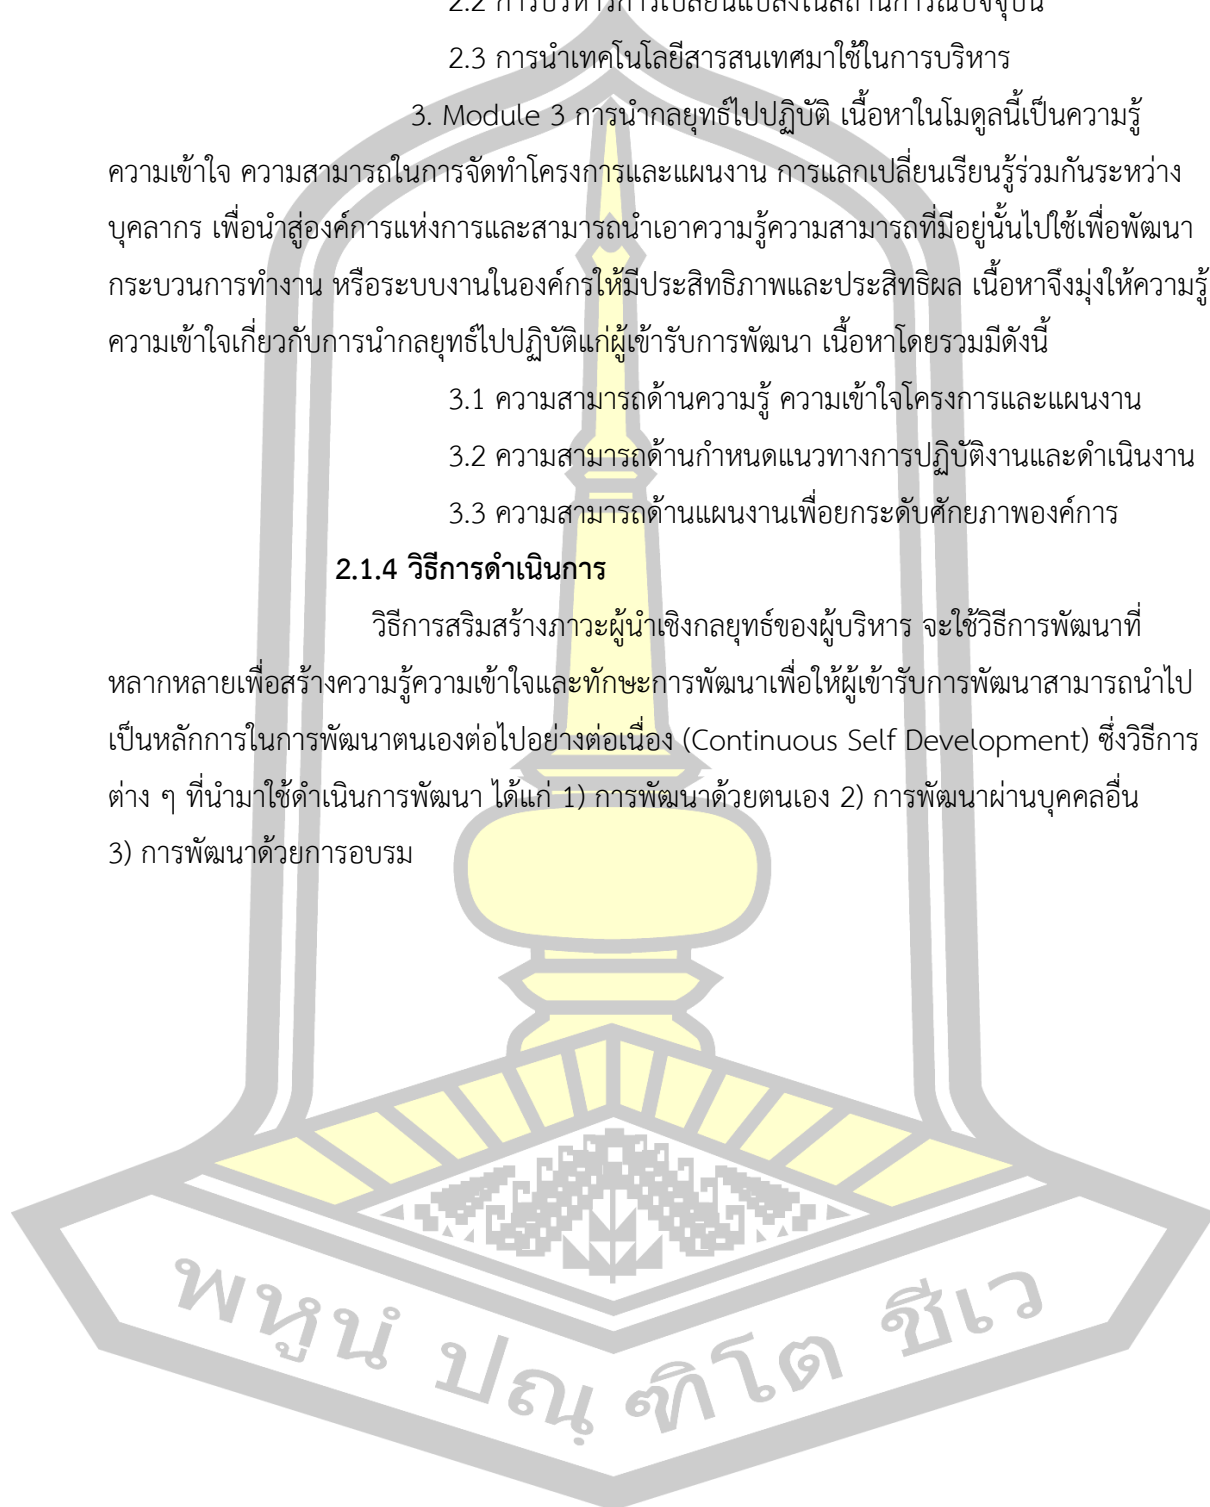 2.2 การบริหารการเปลี่ยนแปลงในสถานการณ์ปัจจุบัน
2.3 การนำเทคโนโลยีสารสนเทศมาใช้ในการบริหาร
3. Module 3 การนำกลยุทธ์ไปปฏิบัติ เนื้อหาในโมดูลนี้เป็นความรู้
ความเข้าใจ ความสามารถในการจัดทำโครงการและแผนงาน การแลกเปลี่ยนเรียนรู้ร่วมกันระหว่าง
บุคลากร เพื่อนำสู่องค์การแห่งการและสามารถนำเอาความรู้ความสามารถที่มีอยู่นั้นไปใช้เพื่อพัฒนา
กระบวนการทำงาน หรือระบบงานในองค์กรให้มีประสิทธิภาพและประสิทธิผล เนื้อหาจึงมุ่งให้ความรู้
ความเข้าใจเกี่ยวกับการนำกลยุทธ์ไปปฏิบัติแก่ผู้เข้ารับการพัฒนา เนื้อหาโดยรวมมีดังนี้
3.1 ความสามารถด้านความรู้ ความเข้าใจโครงการและแผนงาน
3.2 ความสามารถด้านกำหนดแนวทางการปฏิบัติงานและดำเนินงาน
3.3 ความสามารถด้านแผนงานเพื่อยกระดับศักยภาพองค์การ
2.1.4 วิธีการดำเนินการ
วิธีการสริมสร้างภาวะผู้นำเชิงกลยุทธ์ของผู้บริหาร จะใช้วิธีการพัฒนาที่
หลากหลายเพื่อสร้างความรู้ความเข้าใจและทักษะการพัฒนาเพื่อให้ผู้เข้ารับการพัฒนาสามารถนำไป
เป็นหลักการในการพัฒนาตนเองต่อไปอย่างต่อเนื่อง (Continuous Self Development) ซึ่งวิธีการ
ต่าง ๆ ที่นำมาใช้ดำเนินการพัฒนา ได้แก่ 1) การพัฒนาด้วยตนเอง 2) การพัฒนาผ่านบุคคลอื่น
3) การพัฒนาด้วยการอบรม
พหูนํ ปณฺฑิโต ชีเว